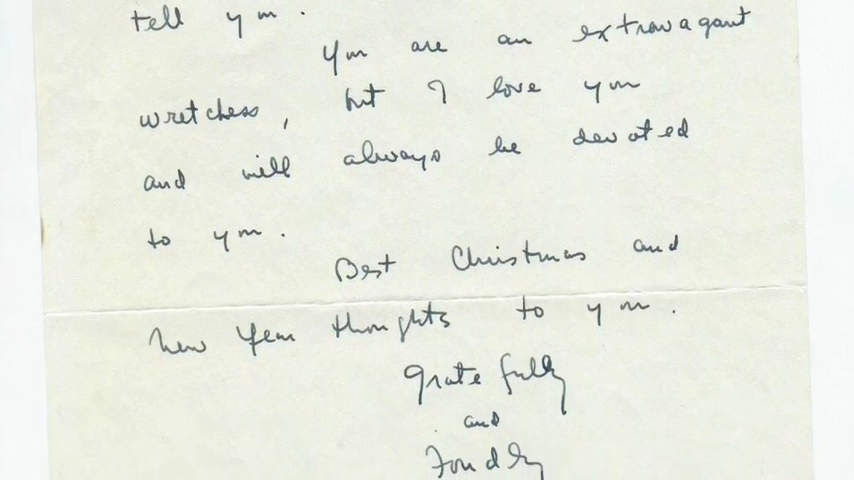 tell you.
You are an extravagant
wretchess, but I love you
and will always be devoted
to you.
Best Christmas and
New Year thoughts to you.
Gratefully
and
Fondly